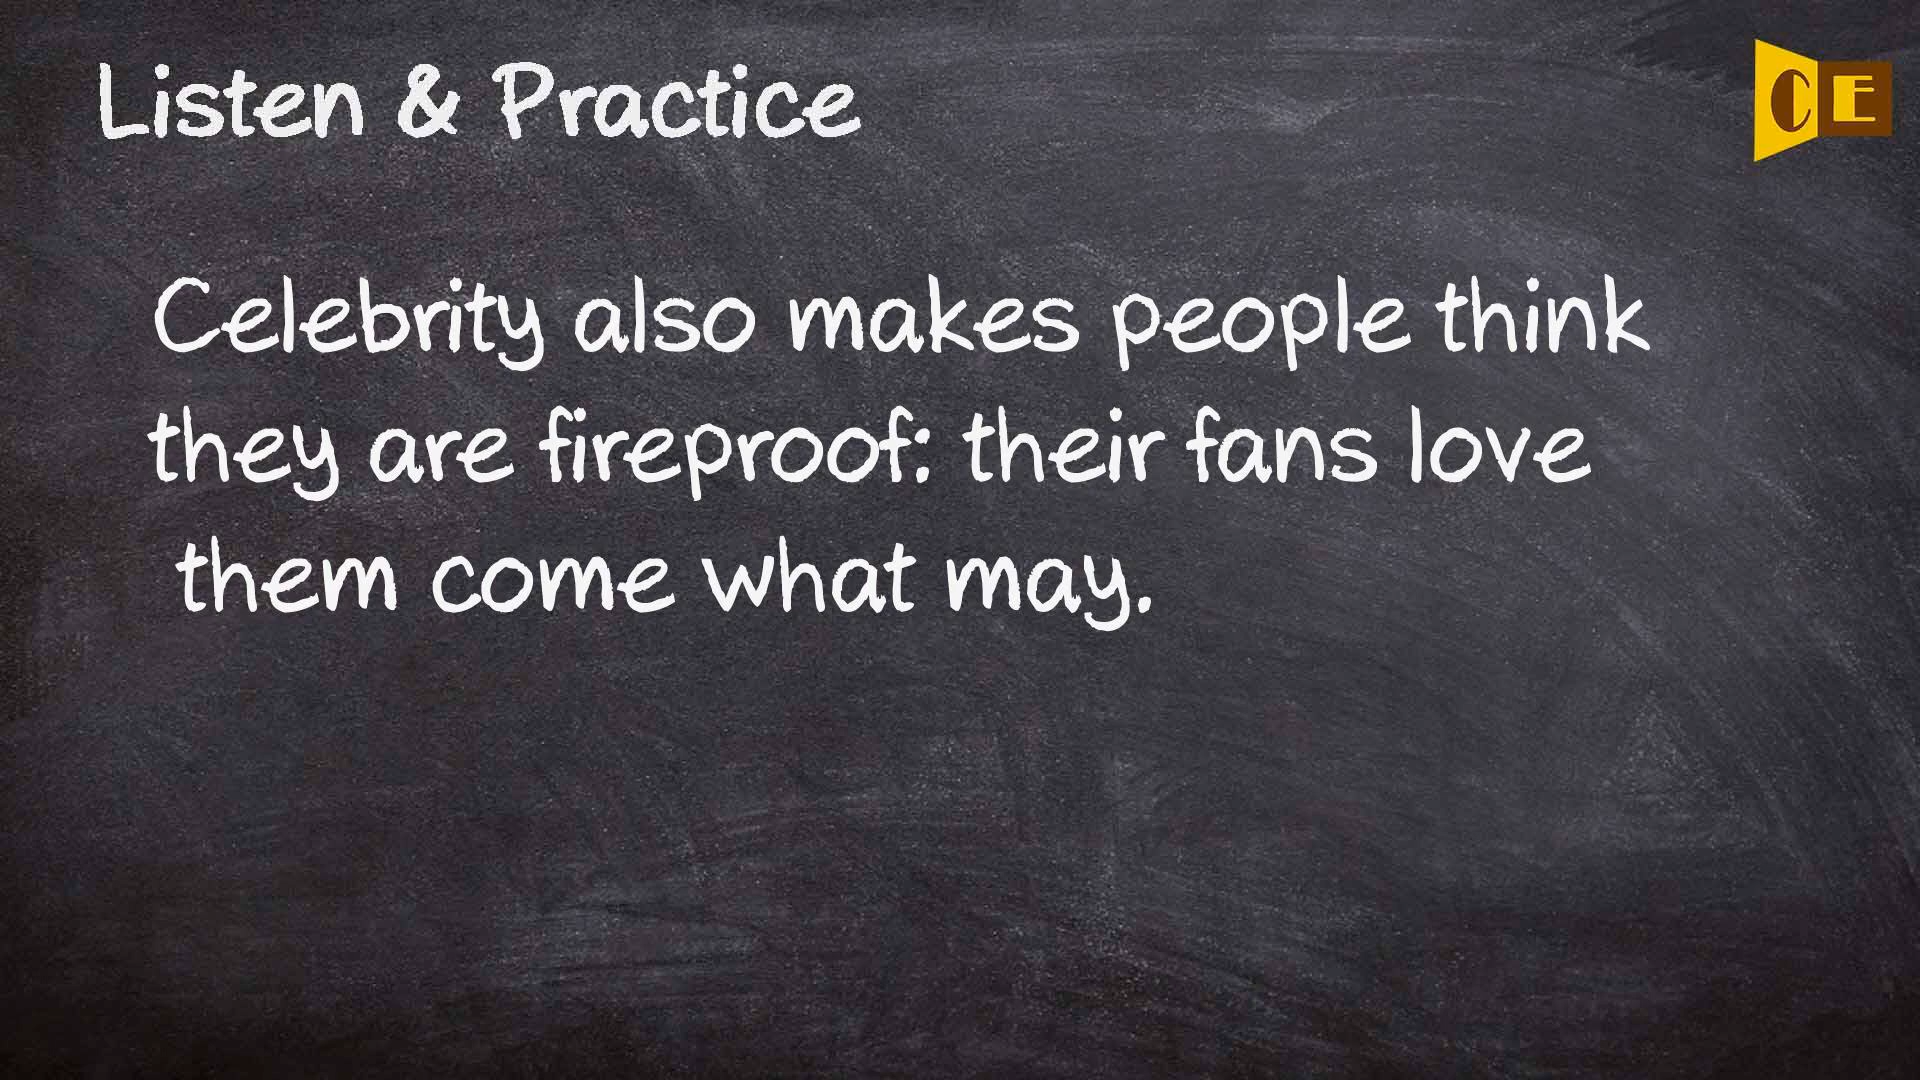 Listen & Practice
CE
Celebrity also makes people think
they are fireproof: their fans love
them come what may.